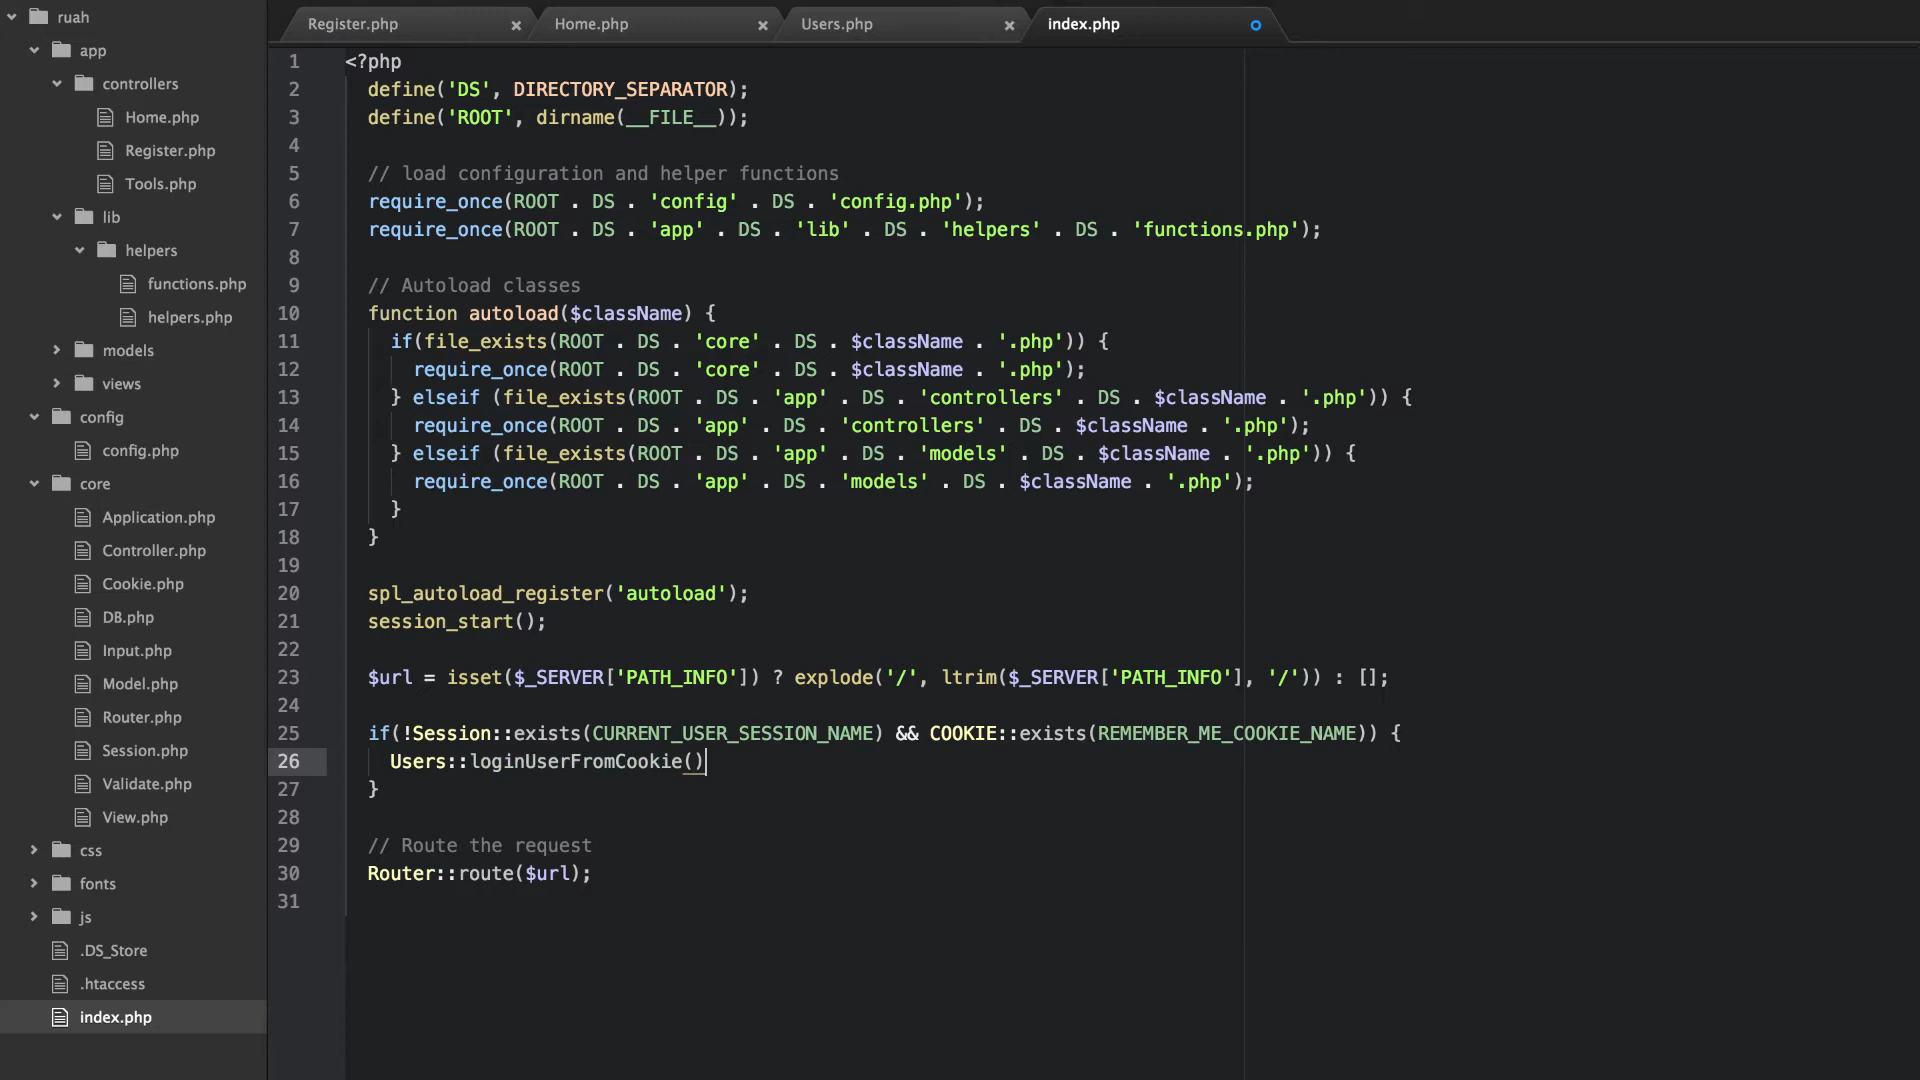 ruah
app
controllers
Home.php
Register.php
Tools.php
lib
helpers
functions.php
helpers.php
models
views
config
config.php
core
Application.php
Controller.php
Cookie.php
DB.php
Input.php
Model.php
Router.php
Session.php
Validate.php
View.php
css
fonts
js
.DS_Store
.htaccess
index.php
Register.php Home.php Users.php index.php
1 <?php
2 define('DS', DIRECTORY_SEPARATOR);
3 define('ROOT', dirname(__FILE__));
4
5 // load configuration and helper functions
6 require_once(ROOT . DS . 'config' . DS . 'config.php');
7 require_once(ROOT . DS . 'app' . DS . 'lib' . DS . 'helpers' . DS . 'functions.php');
8
9 // Autoload classes
10 function autoload($className) {
11 if(file_exists(ROOT . DS . 'core' . DS . $className . '.php')) {
12 require_once(ROOT . DS . 'core' . DS . $className . '.php');
13 } elseif (file_exists(ROOT . DS . 'app' . DS . 'controllers' . DS . $className . '.php')) {
14 require_once(ROOT . DS . 'app' . DS . 'controllers' . DS . $className . '.php');
15 } elseif (file_exists(ROOT . DS . 'app' . DS . 'models' . DS . $className . '.php')) {
16 require_once(ROOT . DS . 'app' . DS . 'models' . DS . $className . '.php');
17 }
18 }
19
20 spl_autoload_register('autoload');
21 session_start();
22
23 $url = isset($_SERVER['PATH_INFO']) ? explode('/', ltrim($_SERVER['PATH_INFO'], '/')) : [];
24
25 if(!Session::exists(CURRENT_USER_SESSION_NAME) && COOKIE::exists(REMEMBER_ME_COOKIE_NAME)) {
26 Users::loginUserFromCookie()
27 }
28
29 // Route the request
30 Router::route($url);
31